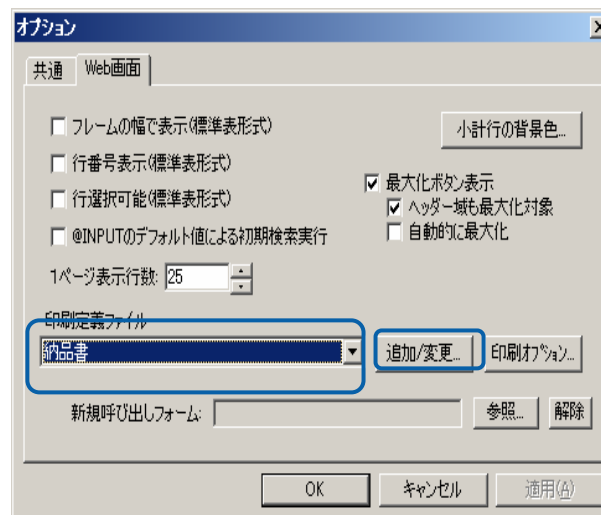 オプション
共通 Web画面
フレームの幅で表示(標準表形式)
小計行の背景色...
行番号表示(標準表形式)
最大化ボタン表示
行選択可能(標準表形式)
ヘッダー域も最大化対象
@INPUTのデフォルト値による初期検索実行
自動的に最大化
1ページ表示行数: 25
印刷定義ファイル
納品書 追加/変更... 印刷オプション...
新規呼び出しフォーム: 参照... 解除
OK キャンセル 適用(A)